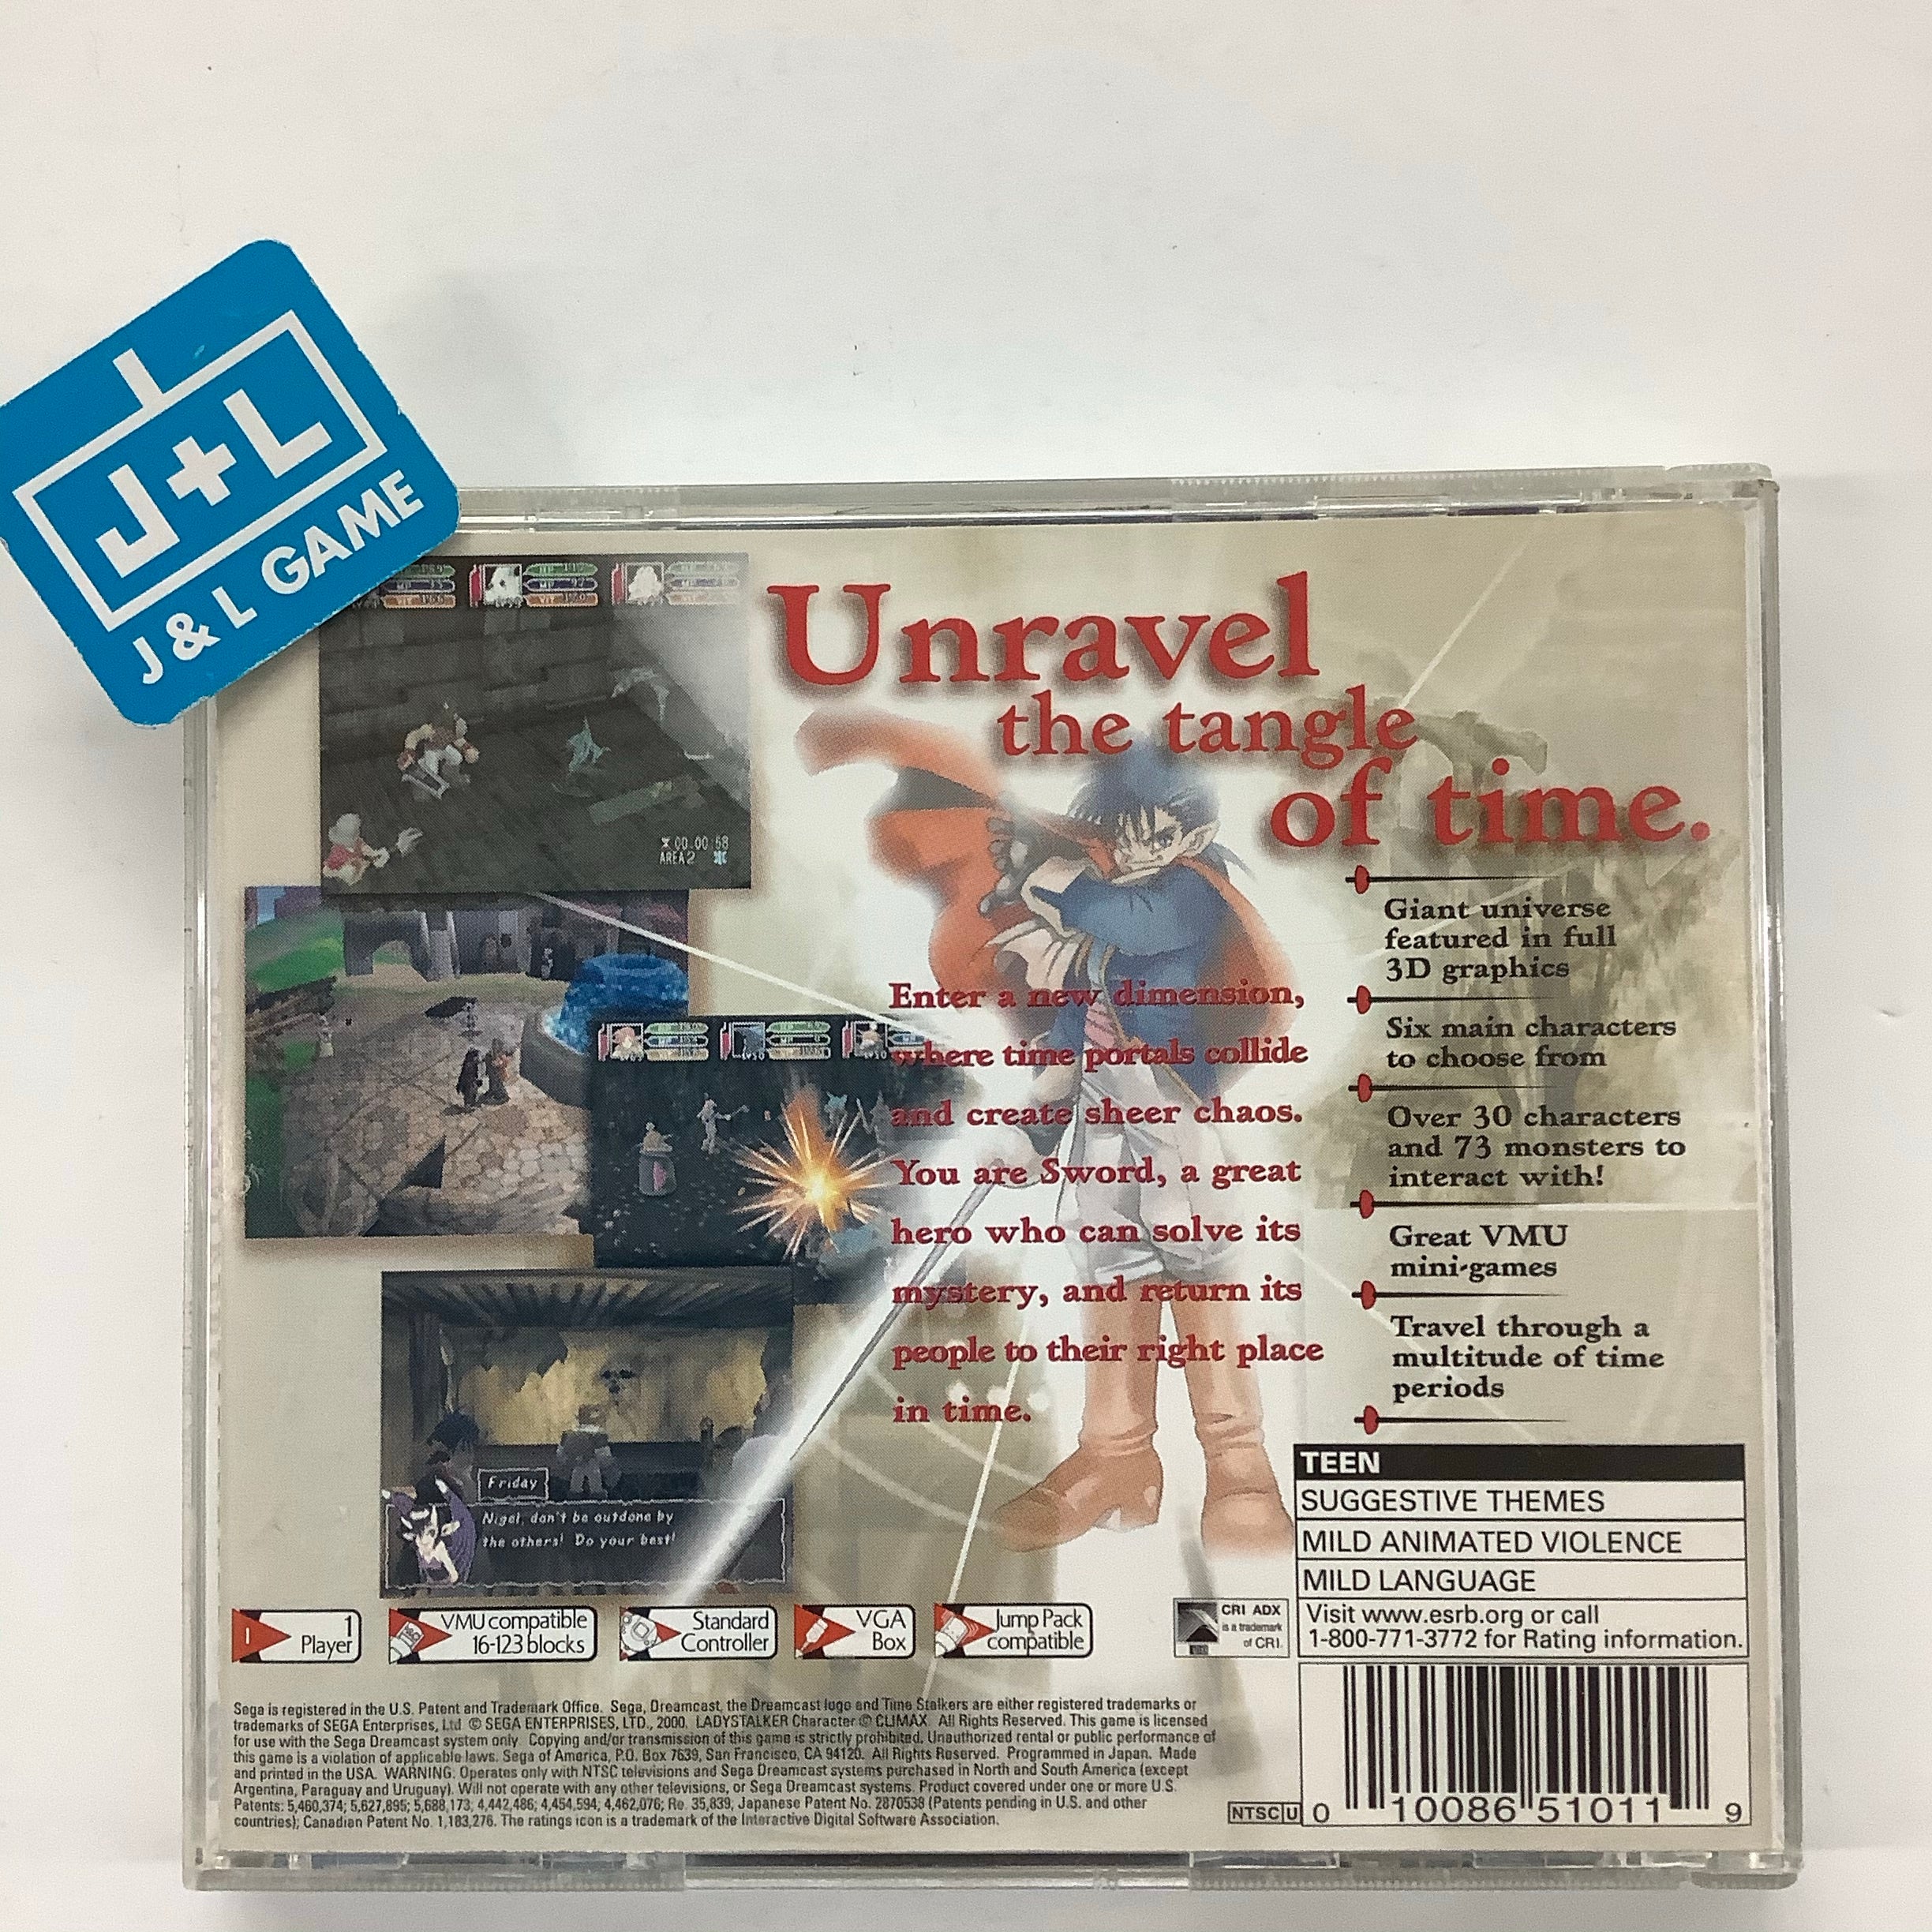 J+L
J & L GAME
Unravel
the tangle
of time.
00.00:58
AREA 2
Giant universe
featured in full
3D graphics
Six main characters
to choose from
Over 30 characters
and 73 monsters to
interact with!
Great VMU
mini-games
Travel through a
multitude of time
periods
Enter a new dimension,
where time portals collide
and create sheer chaos.
You are Sword, a great
hero who can solve its
mystery, and return its
people to their right place
in time.
Friday
Nigel, don't be outdone by
the others! Do your best!
TEEN
SUGGESTIVE THEMES
MILD ANIMATED VIOLENCE
MILD LANGUAGE
Visit www.esrb.org or call
1-800-771-3772 for Rating information.
1
Player
VMU compatible
16-123 blocks
Standard
Controller
VGA
Box
Jump Pack
compatible
CRI ADX
is a trademark
of CRI.
Sega is registered in the U.S. Patent and Trademark Office. Sega, Dreamcast, the Dreamcast logo and Time Stalkers are either registered trademarks or
trademarks of SEGA Enterprises, Ltd. © SEGA ENTERPRISES, LTD., 2000. LADYSTALKER Character © CLIMAX. All Rights Reserved. This game is licensed
for use with the Sega Dreamcast system only. Copying and/or transmission of this game is strictly prohibited. Unauthorized rental or public performance of
this game is a violation of applicable laws. Sega of America, P.O. Box 7639, San Francisco, CA 94120. All Rights Reserved. Programmed in Japan. Made
and printed in the USA. WARNING: Operates only with NTSC televisions and Sega Dreamcast systems purchased in North and South America (except
Argentina, Paraguay and Uruguay). Will not operate with any other televisions, or Sega Dreamcast systems. Product covered under one or more U.S.
Patents: 5,460,374; 5,627,895; 5,688,173; 4,442,486; 4,454,594; 4,462,076; Re. 35,839; Japanese Patent No. 2870538 (Patents pending in U.S. and other
countries); Canadian Patent No. 1,183,276. The ratings icon is a trademark of the Interactive Digital Software Association.
NTSC U
0 10086 51011 9